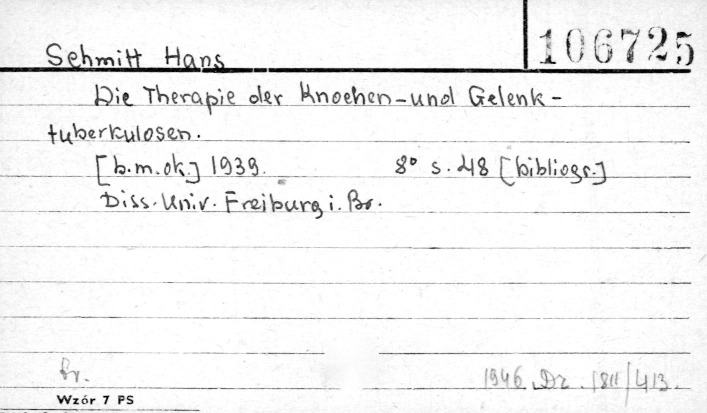 106725
Schmitt Hans
Die Therapie der Knochen-und Gelenk-
tuberkulosen.
[b.m.ok.] 1939. 8° s. 48 [bibliogr.]
Diss. Univ. Freiburg i. Br.
br. 1946 Dr. 1811/413.
Wzór 7 PS